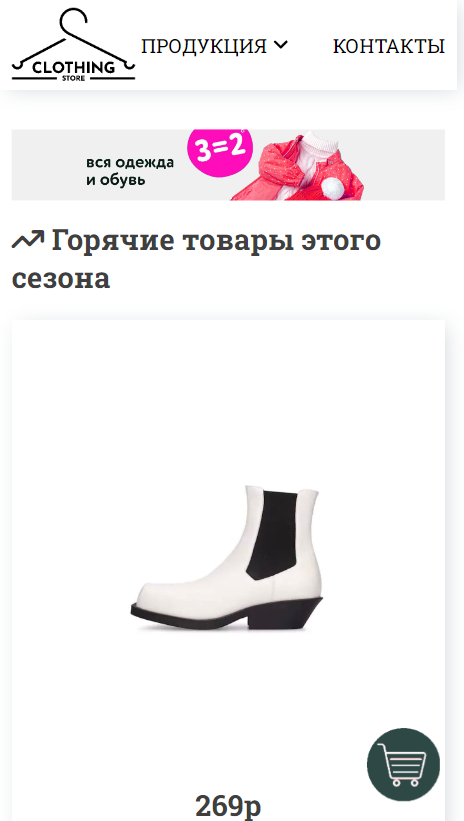 CLOTHING
STORE
ПРОДУКЦИЯ
КОНТАКТЫ
вся одежда
и обувь
3=2
Горячие товары этого
сезона
269р